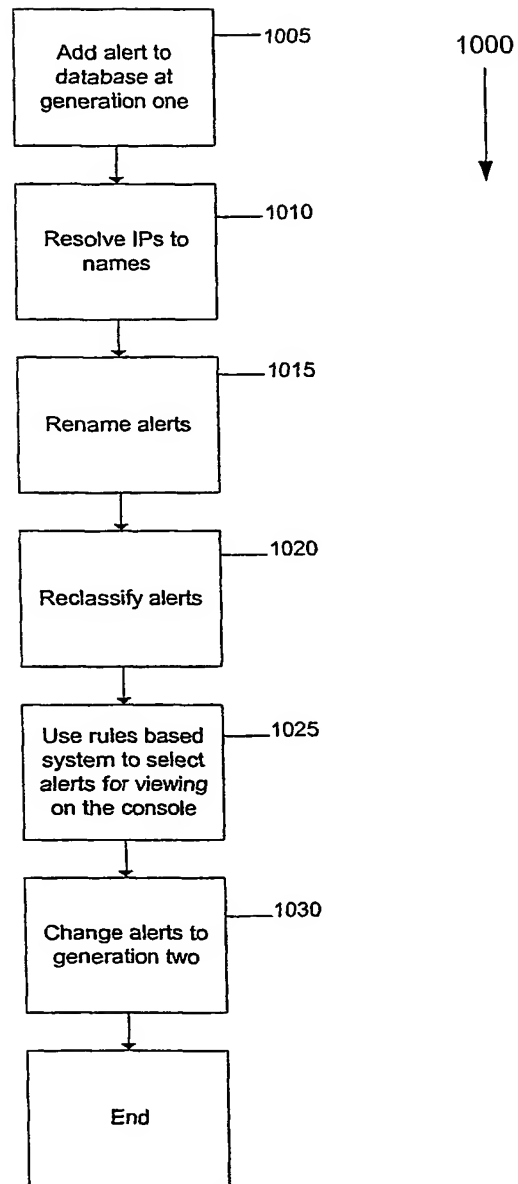 Add alert to
database at
generation one
1005
1000
Resolve IPs to
names
1010
Rename alerts
1015
Reclassify alerts
1020
Use rules based
system to select
alerts for viewing
on the console
1025
Change alerts to
generation two
1030
End